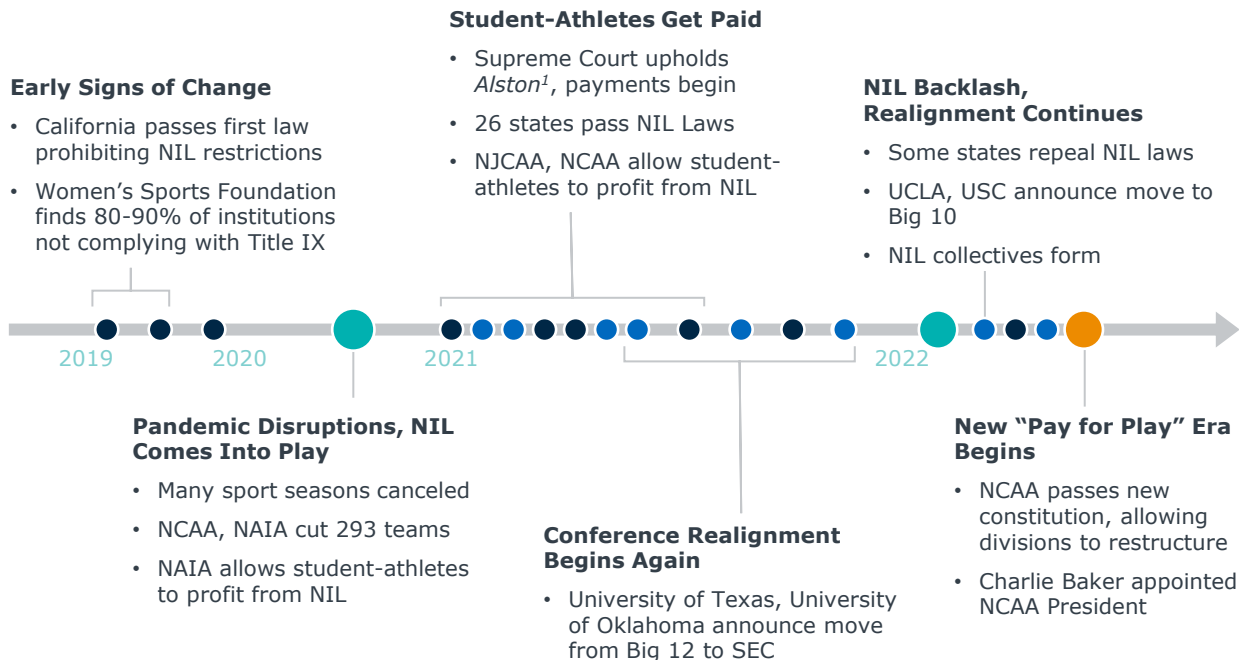 Student-Athletes Get Paid
• Supreme Court upholds
Alston¹, payments begin
• 26 states pass NIL Laws
• NJCAA, NCAA allow student-
athletes to profit from NIL
Early Signs of Change
• California passes first law
prohibiting NIL restrictions
• Women’s Sports Foundation
finds 80-90% of institutions
not complying with Title IX
NIL Backlash,
Realignment Continues
• Some states repeal NIL laws
• UCLA, USC announce move to
Big 10
• NIL collectives form
2019
2020
2021
2022
Pandemic Disruptions, NIL
Comes Into Play
• Many sport seasons canceled
• NCAA, NAIA cut 293 teams
• NAIA allows student-athletes
to profit from NIL
Conference Realignment
Begins Again
• University of Texas, University
of Oklahoma announce move
from Big 12 to SEC
New “Pay for Play” Era
Begins
• NCAA passes new
constitution, allowing
divisions to restructure
• Charlie Baker appointed
NCAA President